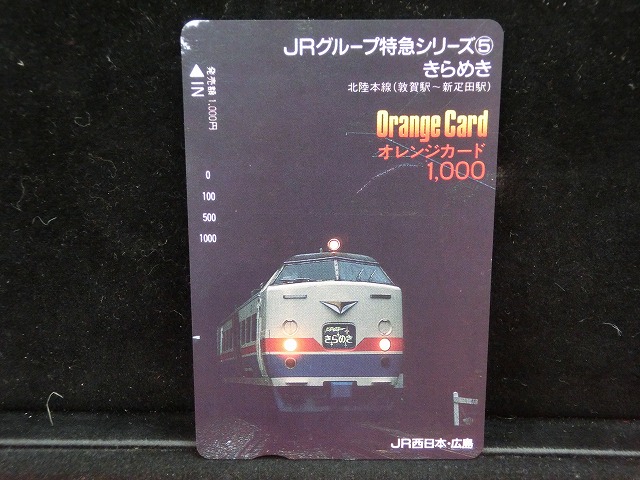 JRグループ特急シリーズ⑤
きらめき
北陸本線(敦賀駅～新疋田駅)
Orange Card
オレンジカード
1,000
◀IN
発売額 1,000円
0
100
500
1000
きらめき
JR西日本・広島